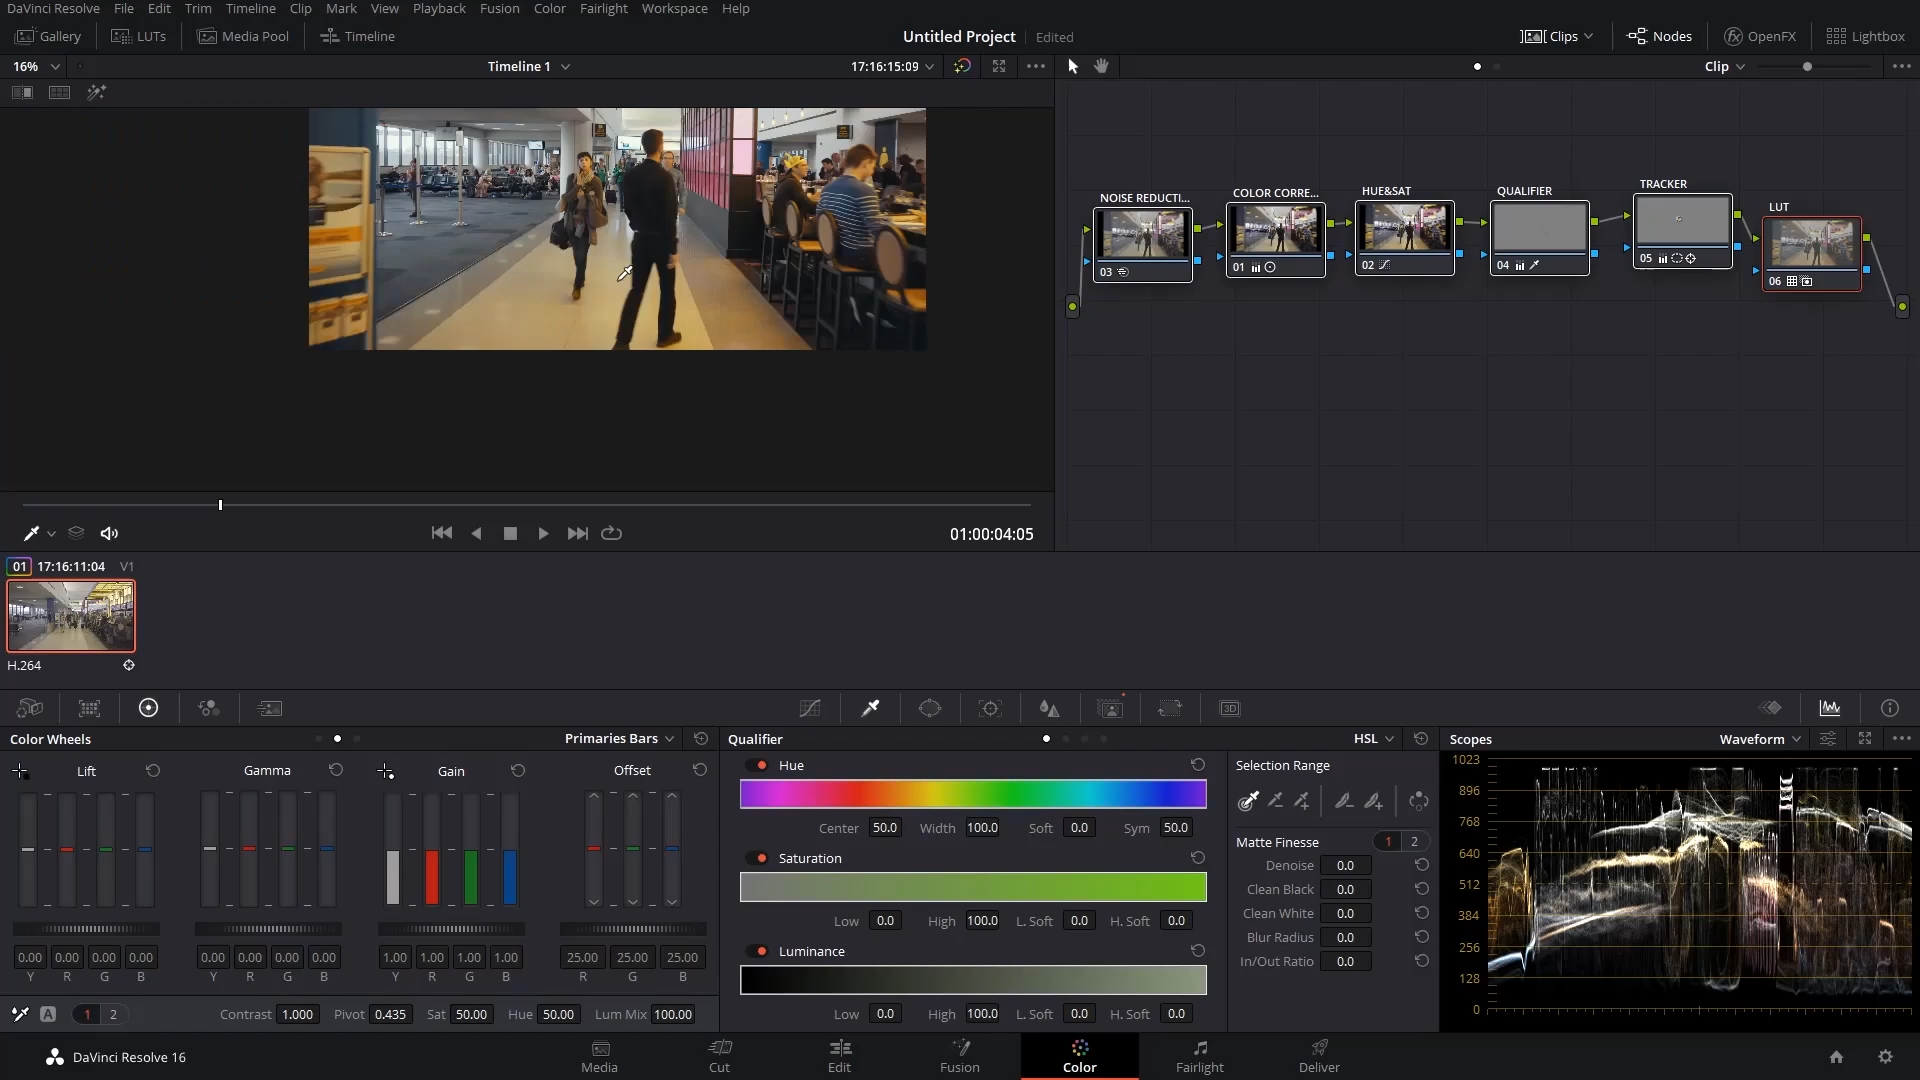 DaVinci Resolve File Edit Trim Timeline Clip Mark View Playback Fusion Color Fairlight Workspace Help
Gallery LUTs Media Pool Timeline Untitled Project Edited Clips Nodes OpenFX Lightbox
16% Timeline 1 17:16:15:09 Clip
NOISE REDUCTI... COLOR CORRE... HUE&SAT QUALIFIER TRACKER LUT
03 01 02 04 05 06
01:00:04:05
01 17:16:11:04 V1
H.264
3D
Color Wheels Primaries Bars Qualifier HSL Scopes Waveform
Lift Gamma Gain Offset
0.00 0.00 0.00 0.00 0.00 0.00 0.00 0.00 1.00 1.00 1.00 1.00 25.00 25.00 25.00
Y R G B Y R G B Y R G B R G B
A 1 2 Contrast 1.000 Pivot 0.435 Sat 50.00 Hue 50.00 Lum Mix 100.00
Hue
Center 50.0 Width 100.0 Soft 0.0 Sym 50.0
Saturation
Low 0.0 High 100.0 L. Soft 0.0 H. Soft 0.0
Luminance
Low 0.0 High 100.0 L. Soft 0.0 H. Soft 0.0
Selection Range
Matte Finesse 1 2
Denoise 0.0
Clean Black 0.0
Clean White 0.0
Blur Radius 0.0
In/Out Ratio 0.0
1023
896
768
640
512
384
256
128
0
DaVinci Resolve 16 Media Cut Edit Fusion Color Fairlight Deliver